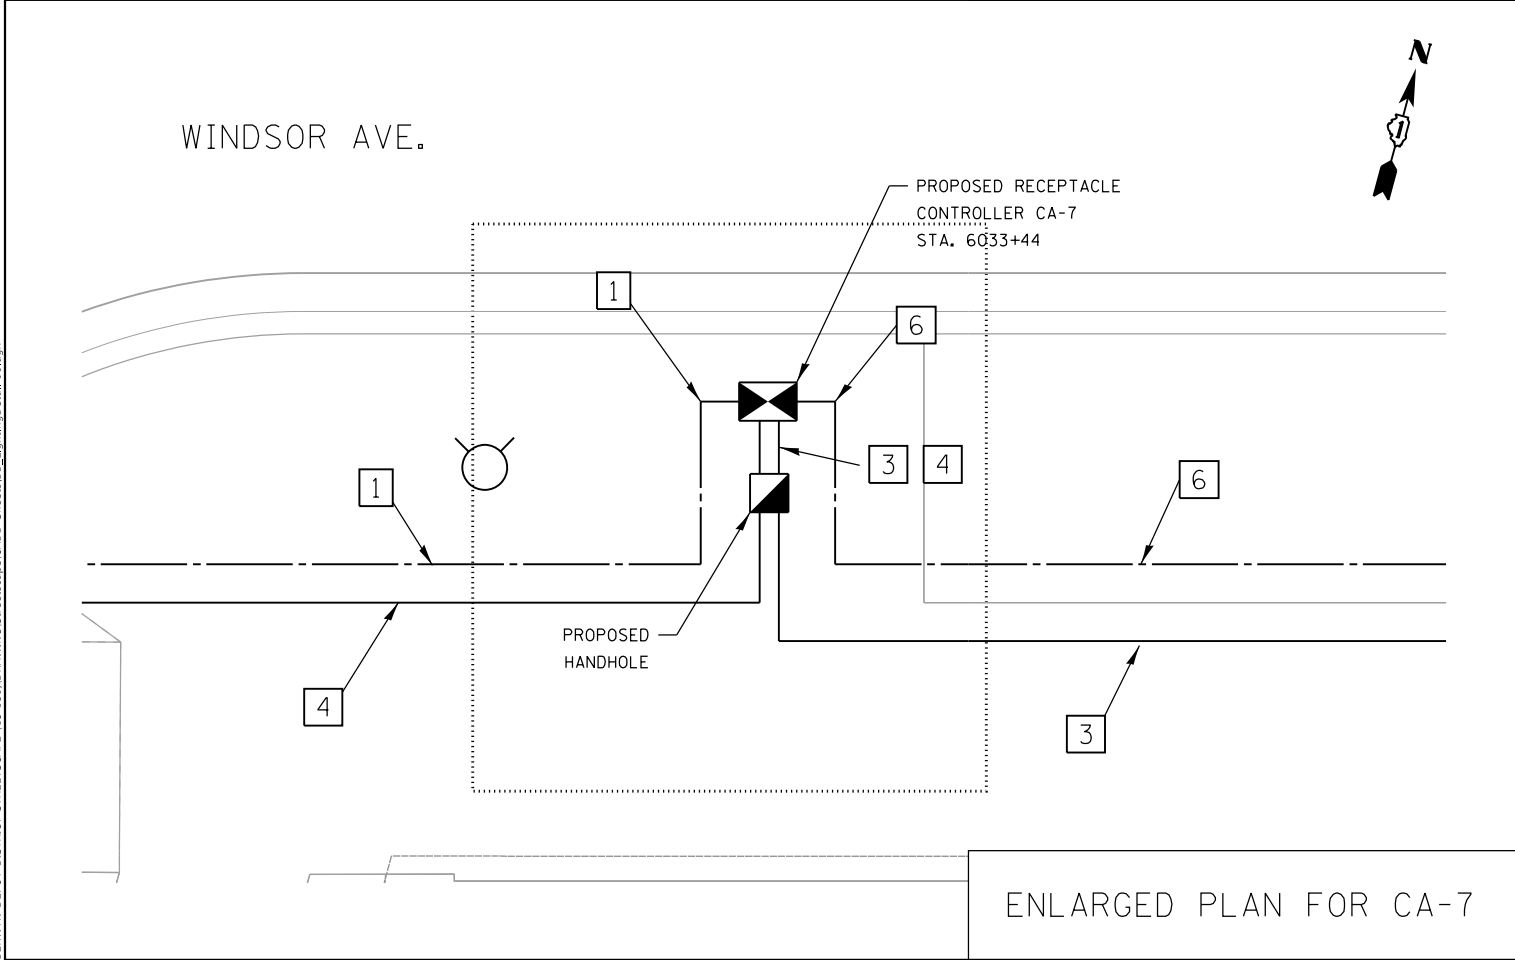 N
WINDSOR AVE.
1
PROPOSED RECEPTACLE
CONTROLLER CA-7
STA. 6033+44
1
6
3
4
1
6
PROPOSED
HANDHOLE
4
3
ENLARGED PLAN FOR CA-7